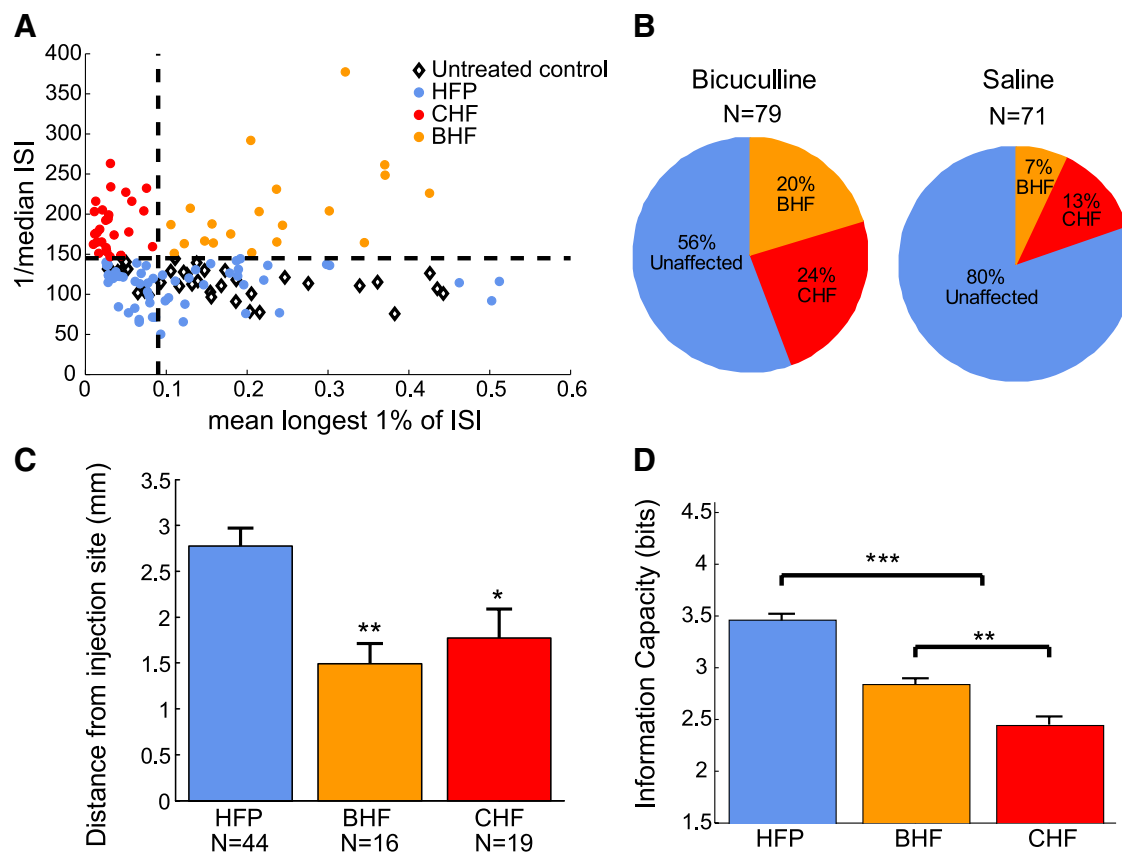 A
400
350
300
250
200
150
100
50
0
1/median ISI
0
0.1
0.2
0.3
0.4
0.5
0.6
mean longest 1% of ISI
Untreated control
HFP
CHF
BHF
B
Bicuculline
N=79
20%
BHF
56%
Unaffected
24%
CHF
Saline
N=71
7%
BHF
13%
CHF
80%
Unaffected
C
Distance from injection site (mm)
3.5
3
2.5
2
1.5
1
0.5
0
**
*
HFP
N=44
BHF
N=16
CHF
N=19
D
Information Capacity (bits)
4.5
4
3.5
3
2.5
2
1.5
***
**
HFP
BHF
CHF